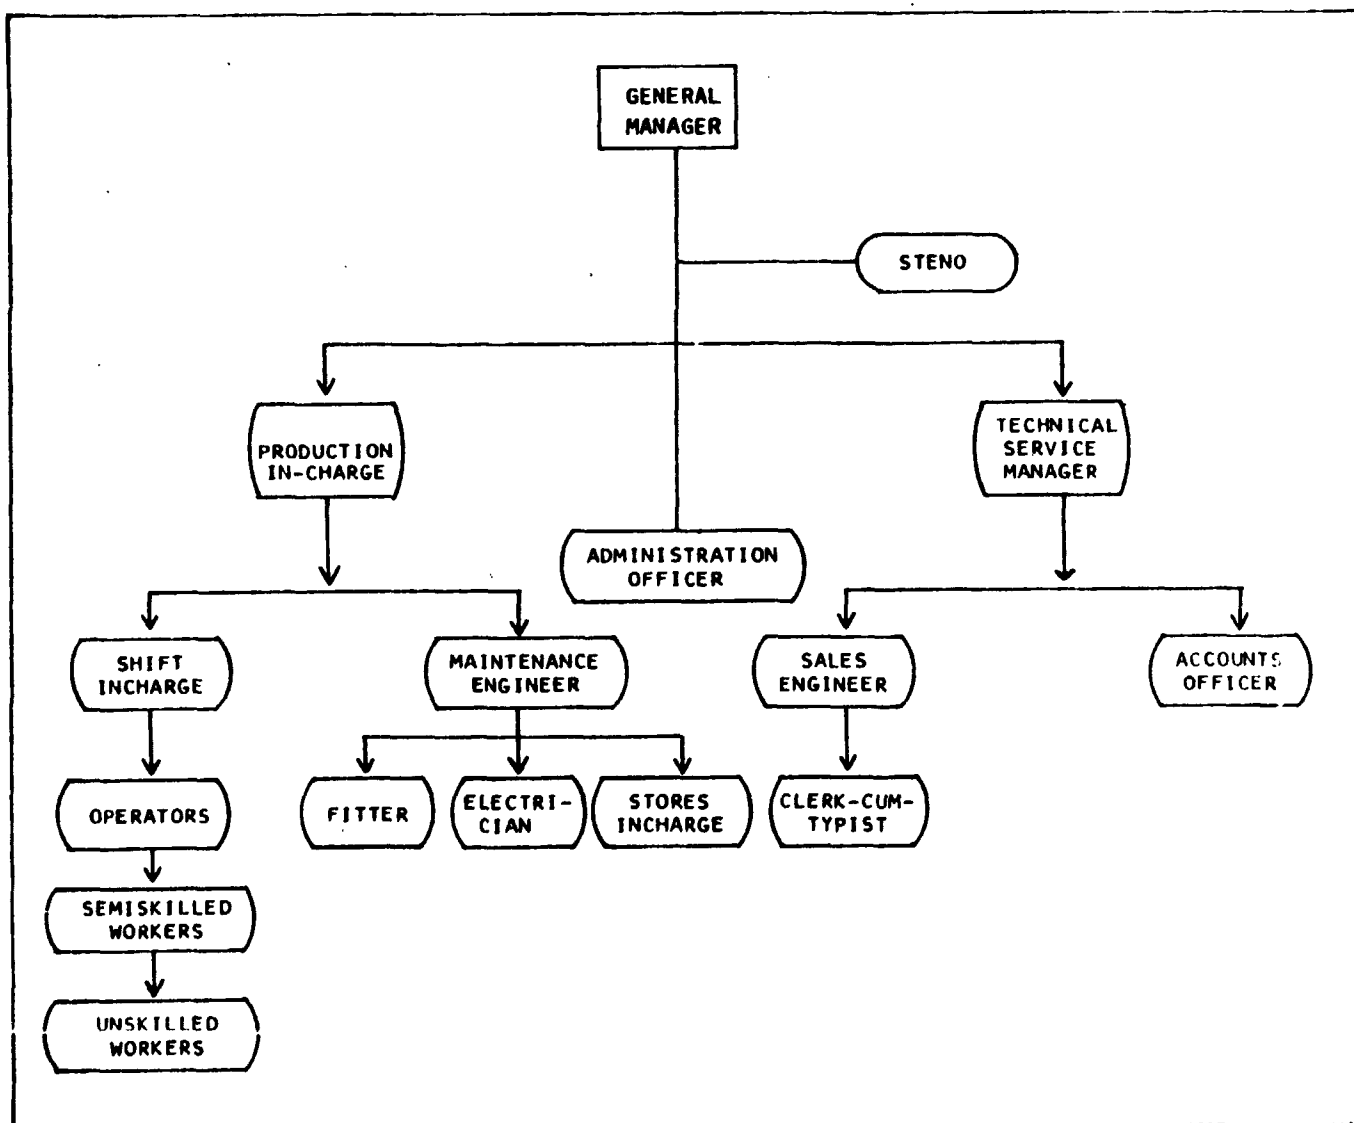 GENERAL
MANAGER
STENO
PRODUCTION
IN-CHARGE
TECHNICAL
SERVICE
MANAGER
ADMINISTRATION
OFFICER
SHIFT
INCHARGE
MAINTENANCE
ENGINEER
SALES
ENGINEER
ACCOUNTS
OFFICER
OPERATORS
FITTER
ELECTRI-
CIAN
STORES
INCHARGE
CLERK-CUM-
TYPIST
SEMISKILLED
WORKERS
UNSKILLED
WORKERS